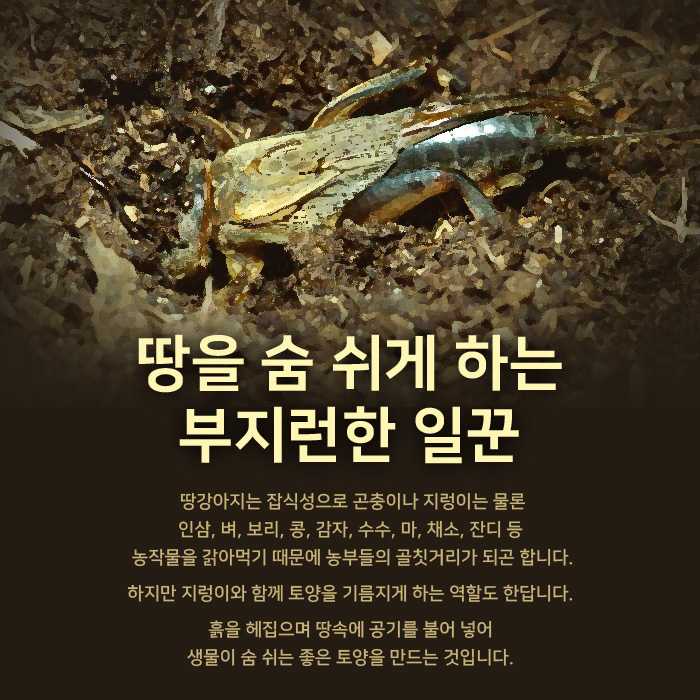 땅을 숨 쉬게 하는
부지런한 일꾼
땅강아지는 잡식성으로 곤충이나 지렁이는 물론
인삼, 벼, 보리, 콩, 감자, 수수, 마, 채소, 잔디 등
농작물을 갉아먹기 때문에 농부들의 골칫거리가 되곤 합니다.
하지만 지렁이와 함께 토양을 기름지게 하는 역할도 한답니다.
흙을 헤집으며 땅속에 공기를 불어 넣어
생물이 숨 쉬는 좋은 토양을 만드는 것입니다.